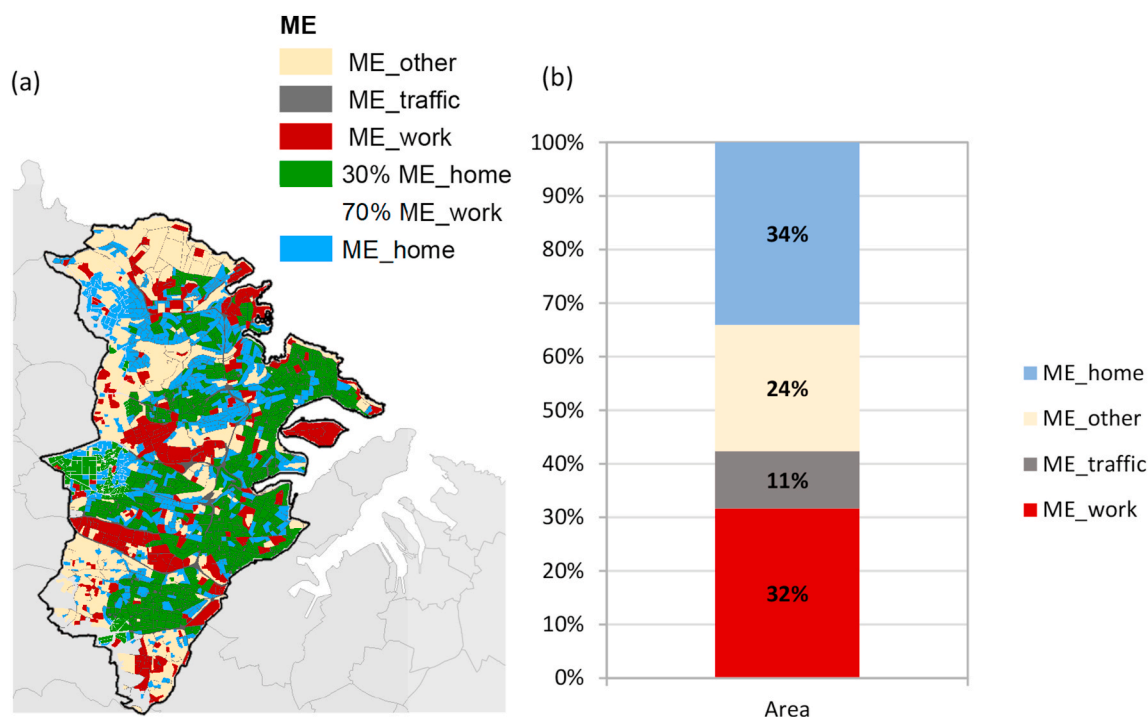 (a)
ME
ME_other
ME_traffic
ME_work
30% ME_home
70% ME_work
ME_home
(b)
100%
90%
80%
70%
60%
50%
40%
30%
20%
10%
0%
34%
24%
11%
32%
Area
ME_home
ME_other
ME_traffic
ME_work